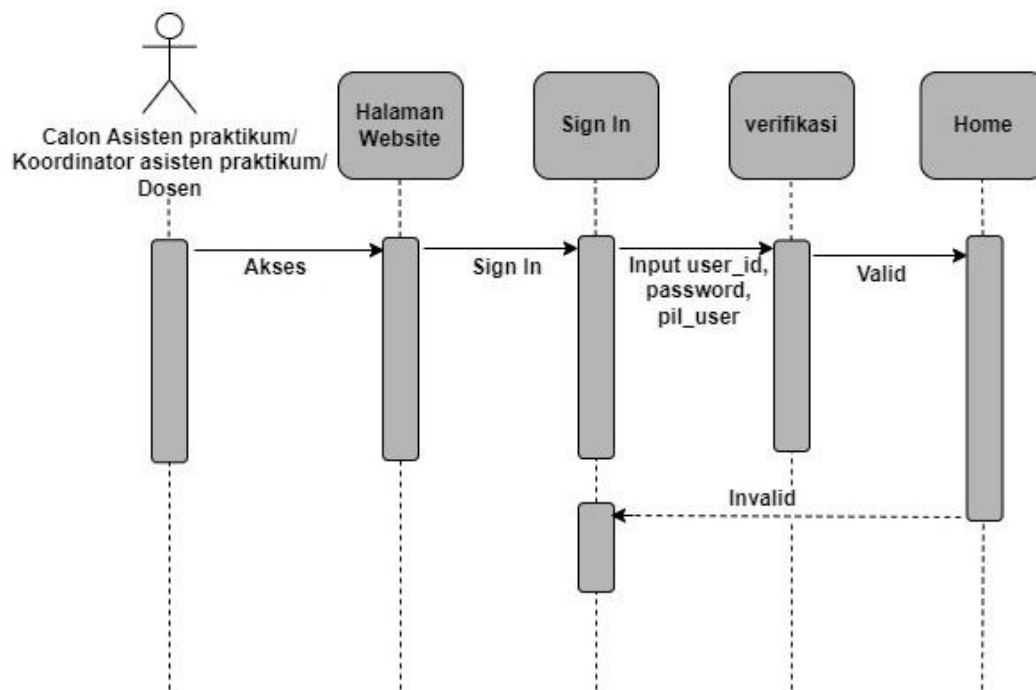 Calon Asisten praktikum/
Koordinator asisten praktikum/
Dosen
Halaman
Website
Sign In
verifikasi
Home
Akses
Sign In
Input user_id,
password,
pil_user
Valid
Invalid